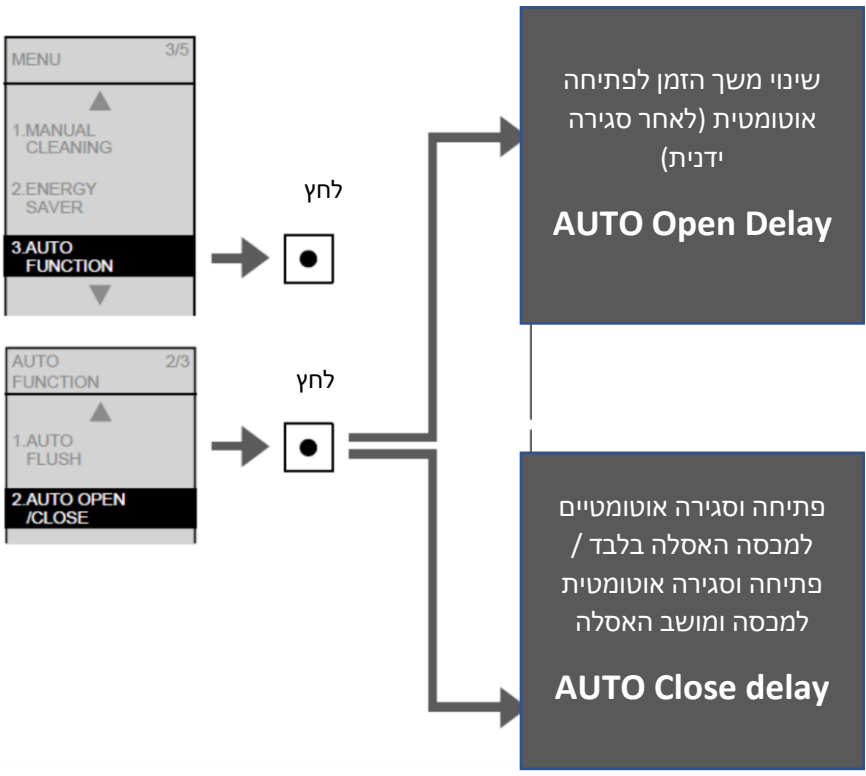 MENU 3/5
1.MANUAL
CLEANING
2.ENERGY
SAVER
3.AUTO
FUNCTION
לחץ
AUTO 2/3
FUNCTION
1.AUTO
FLUSH
2.AUTO OPEN
/CLOSE
לחץ
שינוי משך הזמן לפתיחה
אוטומטית (לאחר סגירה
ידנית)
AUTO Open Delay
פתיחה וסגירה אוטומטיים
למכסה האסלה בלבד /
פתיחה וסגירה אוטומטית
למכסה ומושב האסלה
AUTO Close delay